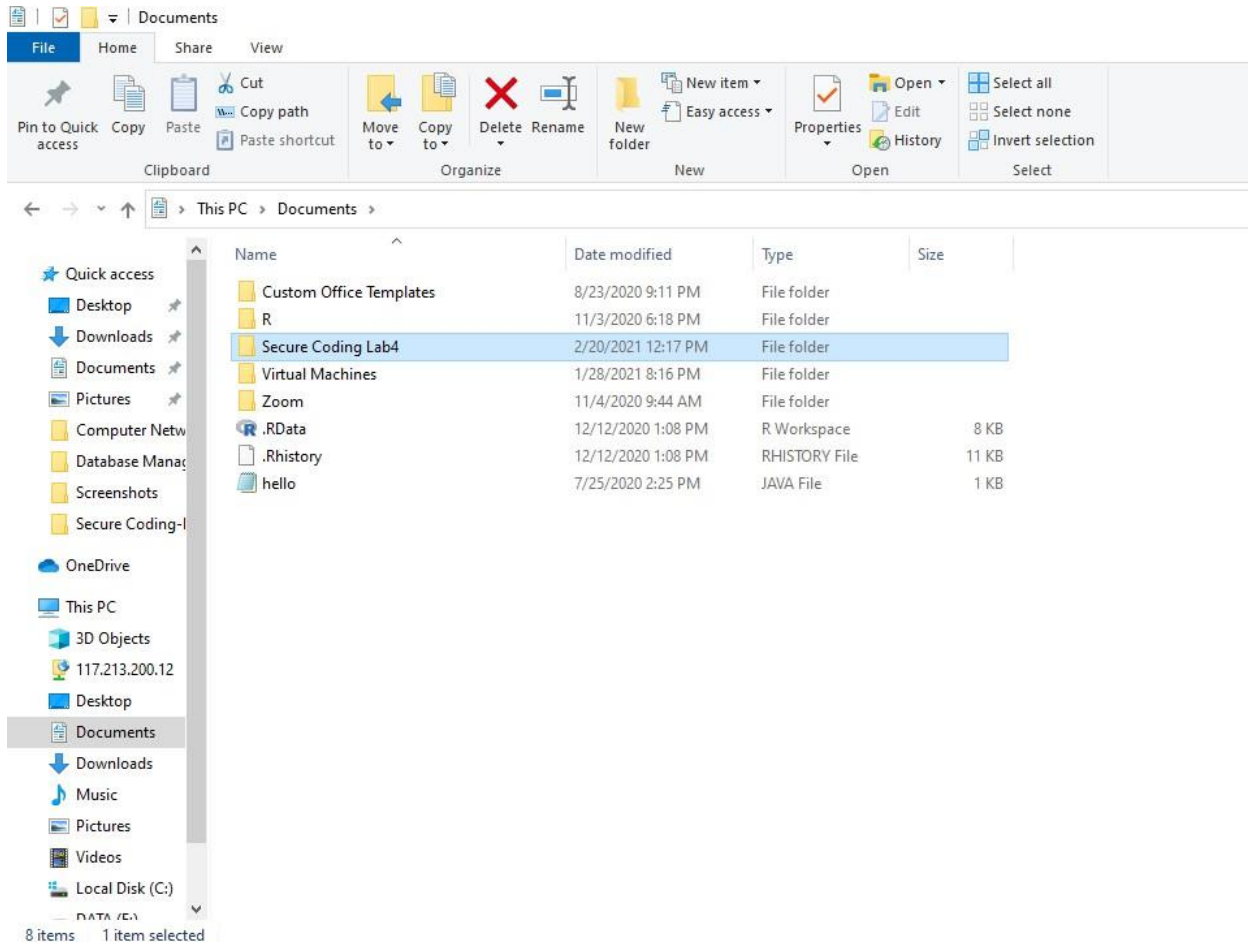 Documents
File Home Share View
Pin to Quick access
Copy
Paste
Cut
Copy path
Paste shortcut
Clipboard
Move to
Copy to
Delete
Rename
Organize
New folder
New item
Easy access
New
Properties
Open
Edit
History
Open
Select all
Select none
Invert selection
Select
This PC > Documents >
Quick access
Desktop
Downloads
Documents
Pictures
Computer Netw
Database Manag
Screenshots
Secure Coding-
OneDrive
This PC
3D Objects
117.213.200.12
Desktop
Documents
Downloads
Music
Pictures
Videos
Local Disk (C:)
Name Date modified Type Size
Custom Office Templates 8/23/2020 9:11 PM File folder
R 11/3/2020 6:18 PM File folder
Secure Coding Lab4 2/20/2021 12:17 PM File folder
Virtual Machines 1/28/2021 8:16 PM File folder
Zoom 11/4/2020 9:44 AM File folder
.RData 12/12/2020 1:08 PM R Workspace 8 KB
.Rhistory 12/12/2020 1:08 PM RHISTORY File 11 KB
hello 7/25/2020 2:25 PM JAVA File 1 KB
8 items 1 item selected